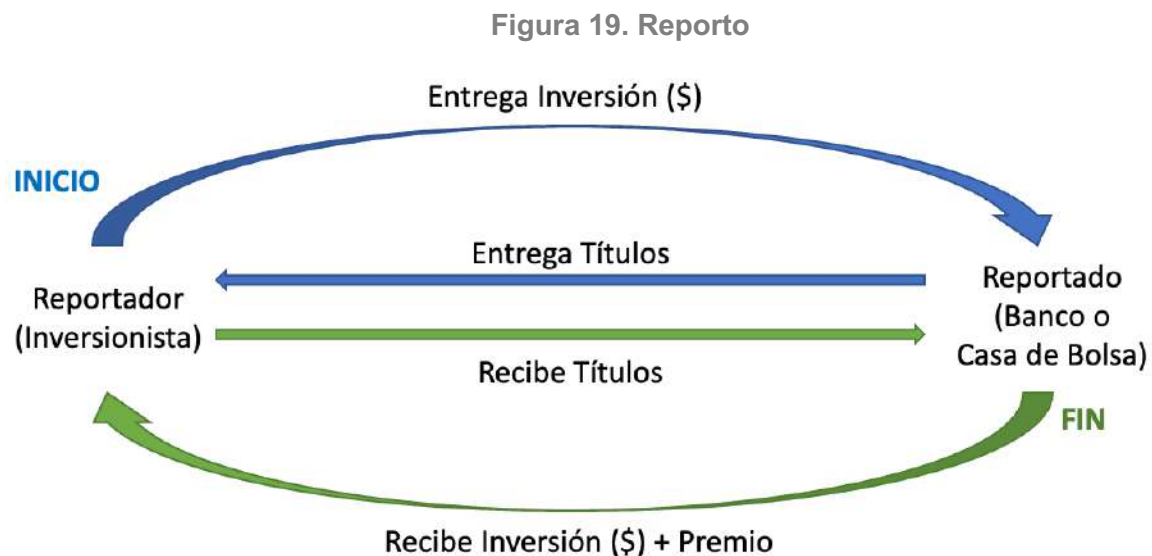 Figura 19. Reporto
Entrega Inversión ($)
INICIO
Entrega Títulos
Reportador
(Inversionista)
Reportado
(Banco o
Casa de Bolsa)
Recibe Títulos
FIN
Recibe Inversión ($) + Premio